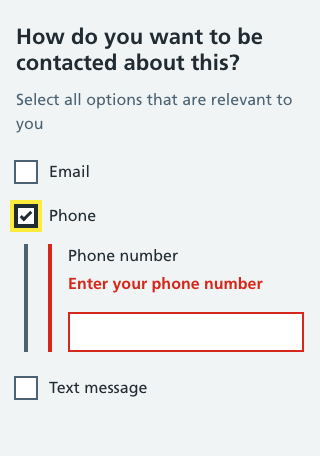 How do you want to be
contacted about this?
Select all options that are relevant to
you
Email
Phone
Phone number
Enter your phone number
Text message